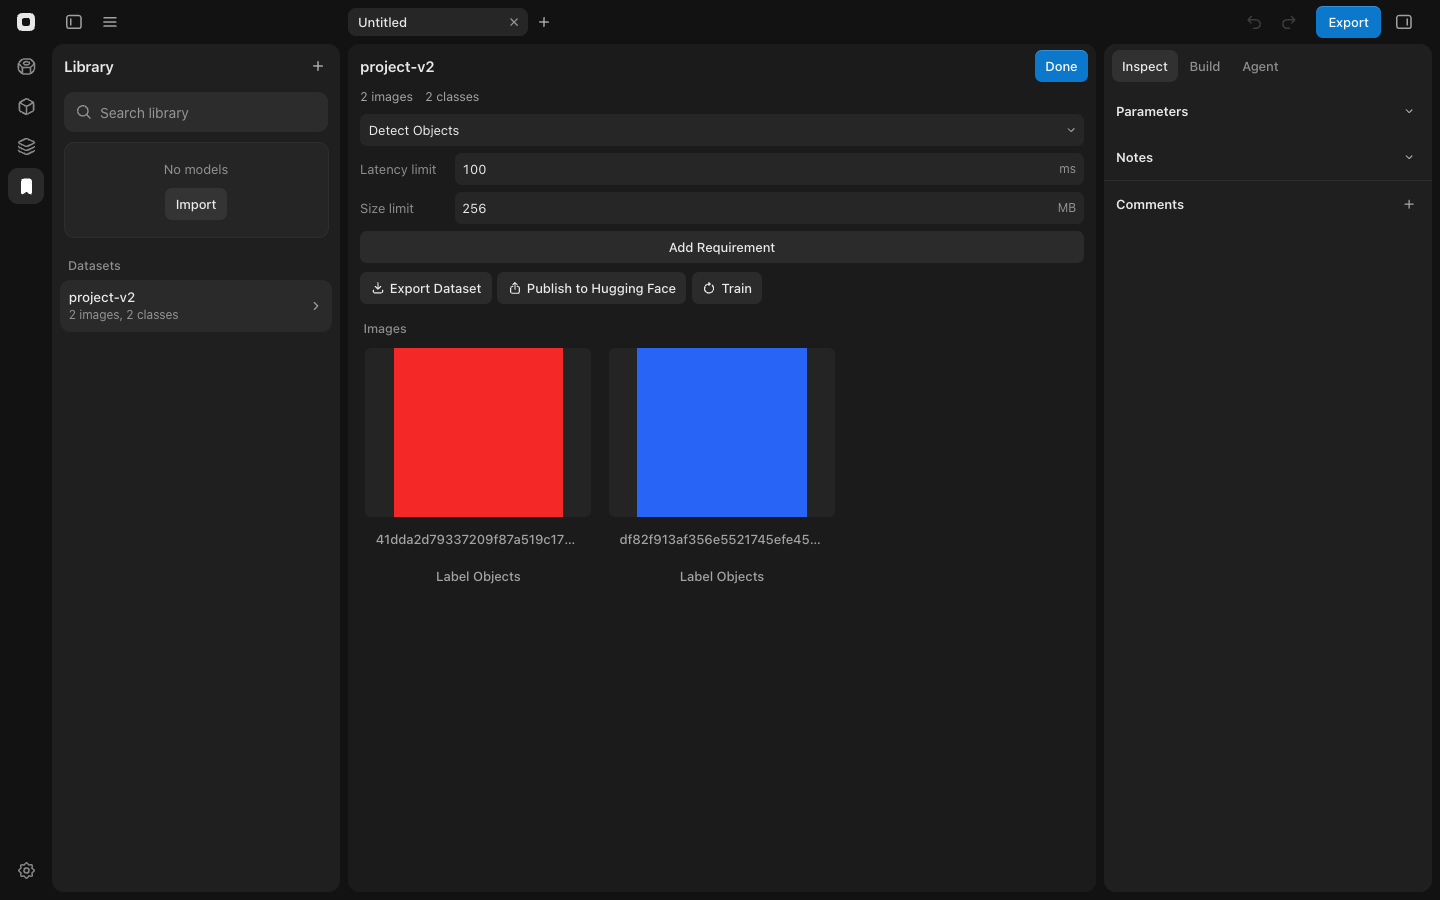 Untitled
Export
Library
Search library
No models
Import
Datasets
project-v2
2 images, 2 classes
project-v2
Done
2 images 2 classes
Detect Objects
Latency limit 100 ms
Size limit 256 MB
Add Requirement
Export Dataset Publish to Hugging Face Train
Images
41dda2d79337209f87a519c17... df82f913af356e5521745efe45...
Label Objects Label Objects
Inspect Build Agent
Parameters
Notes
Comments